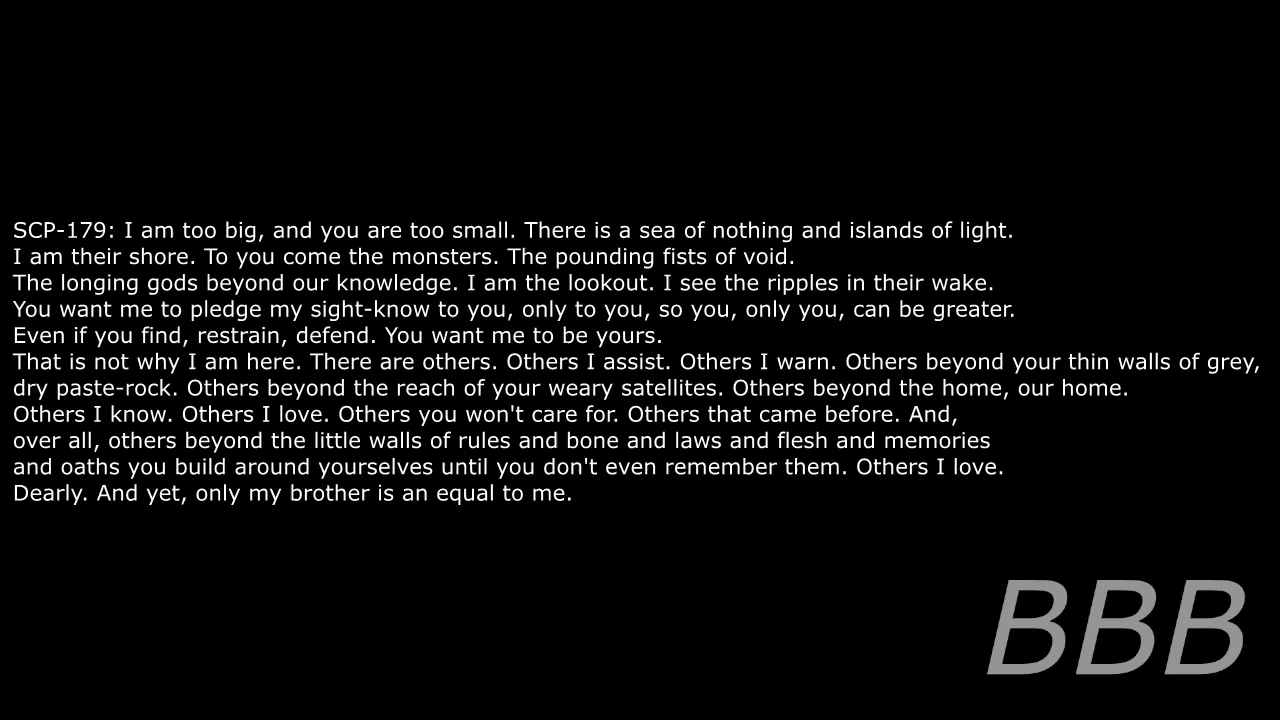 SCP-179: I am too big, and you are too small. There is a sea of nothing and islands of light.
I am their shore. To you come the monsters. The pounding fists of void.
The longing gods beyond our knowledge. I am the lookout. I see the ripples in their wake.
You want me to pledge my sight-know to you, only to you, so you, only you, can be greater.
Even if you find, restrain, defend. You want me to be yours.
That is not why I am here. There are others. Others I assist. Others I warn. Others beyond your thin walls of grey,
dry paste-rock. Others beyond the reach of your weary satellites. Others beyond the home, our home.
Others I know. Others I love. Others you won't care for. Others that came before. And,
over all, others beyond the little walls of rules and bone and laws and flesh and memories
and oaths you build around yourselves until you don't even remember them. Others I love.
Dearly. And yet, only my brother is an equal to me.
BBB